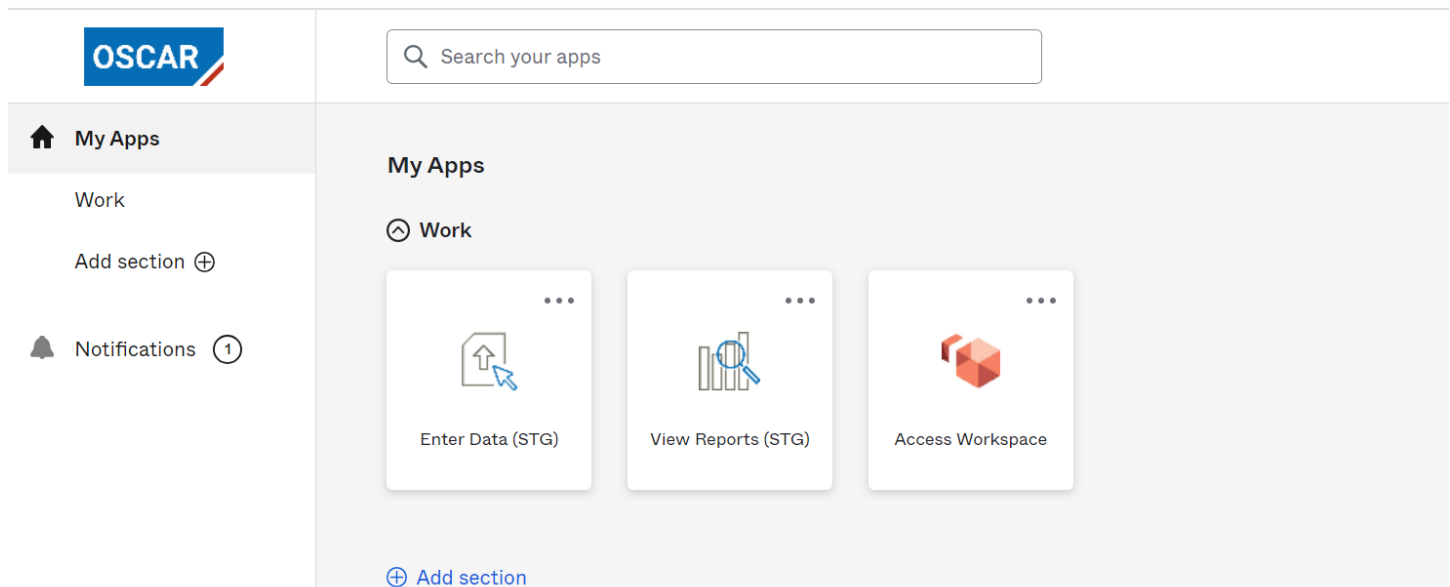 OSCAR
Search your apps
My Apps
Work
Add section
Notifications 1
My Apps
Work
Enter Data (STG)
View Reports (STG)
Access Workspace
Add section